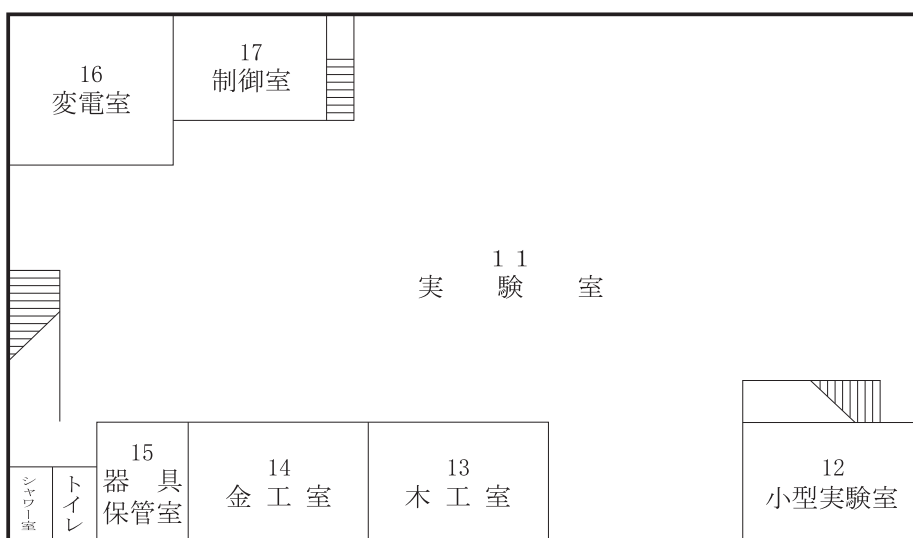 16
変電室
17
制御室
1 1
実 験 室
シャワー室
トイレ
15
器 具
保管室
14
金 工 室
13
木 工 室
12
小型実験室